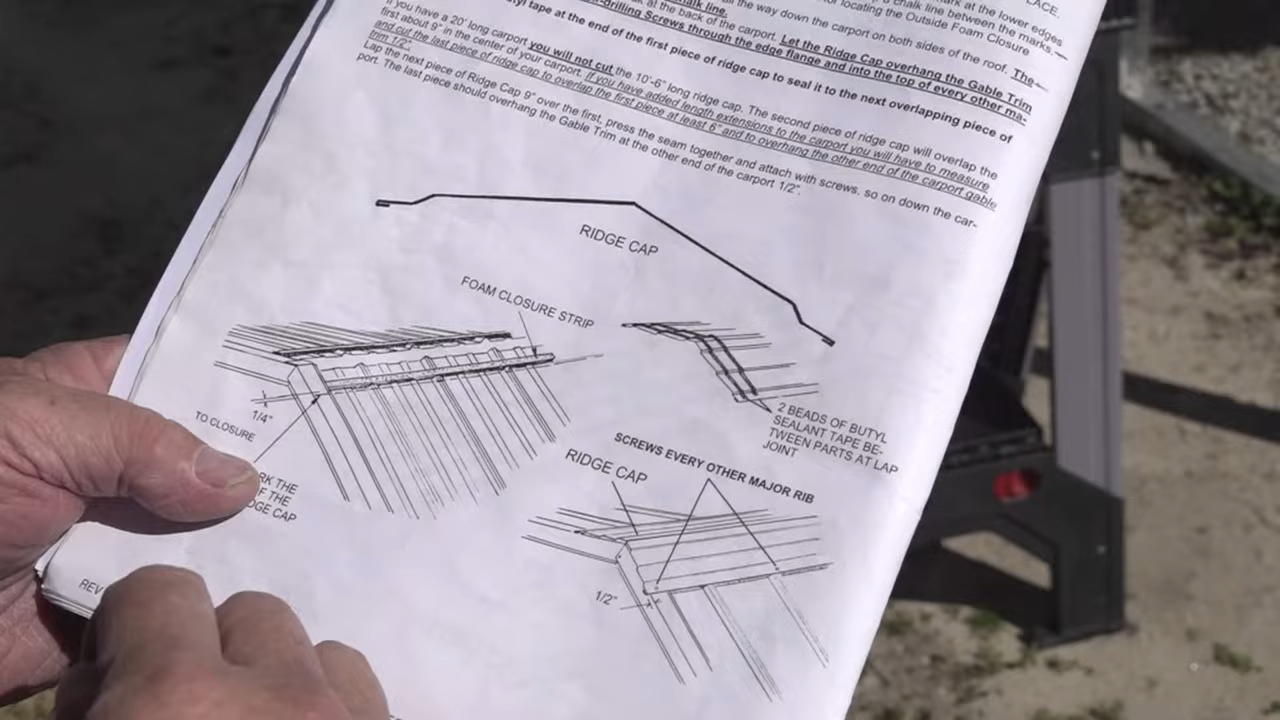 mark at the lower edges
LACE.
a chalk line between the marks.
all the way down the carport on both sides of the roof. The
for locating the Outside Foam Closure
chalk line.
at the back of the carport. Let the Ridge Cap overhang the Gable Trim
-drilling Screws through the edge flange and into the top of every other ma-
tape at the end of the first piece of ridge cap to seal it to the next overlapping piece of
If you have a 20' long carport you will not cut the 10'-6" long ridge cap. The second piece of ridge cap will overlap the
first about 9" in the center of your carport. If you have added length extensions to the carport you will have to measure
and cut the last piece of ridge cap to overlap the first piece at least 6" and to overhang the other end of the carport gable
trim 1/2".
Lap the next piece of Ridge Cap 9" over the first, press the seam together and attach with screws, so on down the car-
port. The last piece should overhang the Gable Trim at the other end of the carport 1/2".
RIDGE CAP
FOAM CLOSURE STRIP
1/4"
TO CLOSURE
2 BEADS OF BUTYL
SEALANT TAPE BE-
TWEEN PARTS AT LAP
JOINT
RK THE
OF THE
DGE CAP
SCREWS EVERY OTHER MAJOR RIB
RIDGE CAP
1/2"
REV